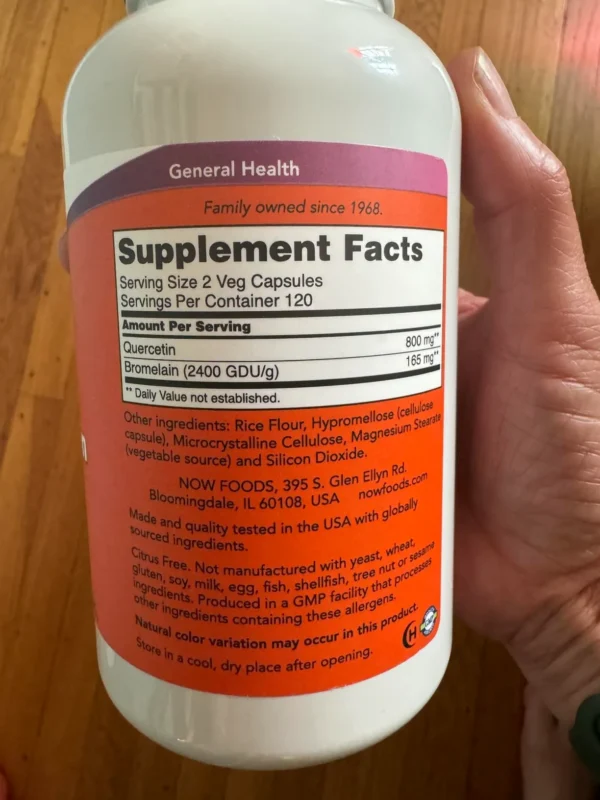 General Health
Family owned since 1968.
Supplement Facts
Serving Size 2 Veg Capsules
Servings Per Container 120
Amount Per Serving
Quercetin 800 mg**
Bromelain (2400 GDU/g) 165 mg**
** Daily Value not established.
Other ingredients: Rice Flour, Hypromellose (cellulose
capsule), Microcrystalline Cellulose, Magnesium Stearate
(vegetable source) and Silicon Dioxide.
NOW FOODS, 395 S. Glen Ellyn Rd.
Bloomingdale, IL 60108, USA nowfoods.com
Made and quality tested in the USA with globally
sourced ingredients.
Citrus Free. Not manufactured with yeast, wheat,
gluten, soy, milk, egg, fish, shellfish, tree nut or sesame
ingredients. Produced in a GMP facility that processes
other ingredients containing these allergens.
Natural color variation may occur in this product.
Store in a cool, dry place after opening.
H